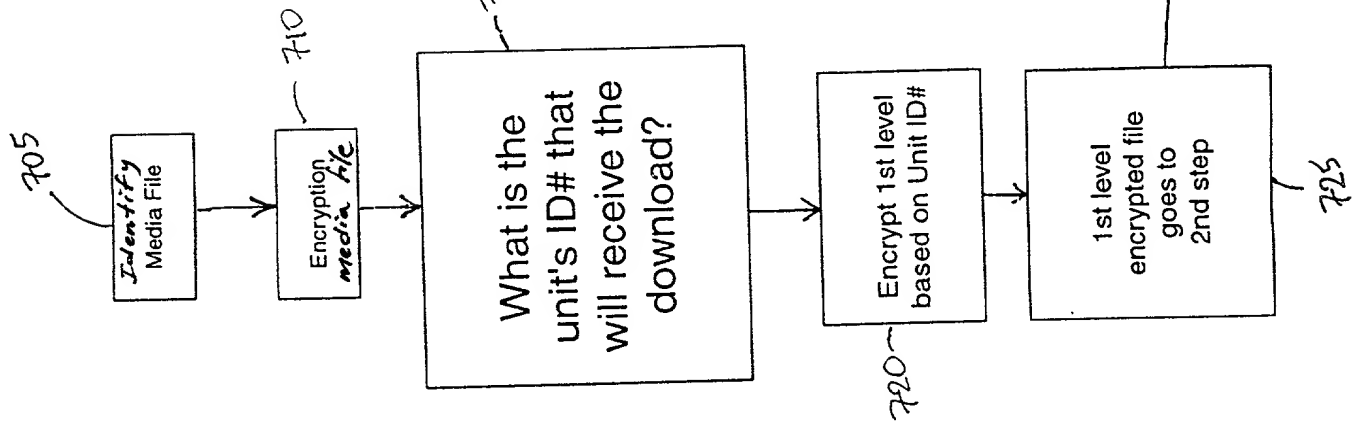 705
Identify
Media File
710
Encryption
media file
What is the
unit's ID# that
will receive the
download?
Encrypt 1st level
based on Unit ID#
720
1st level
encrypted file
goes to
2nd step
725